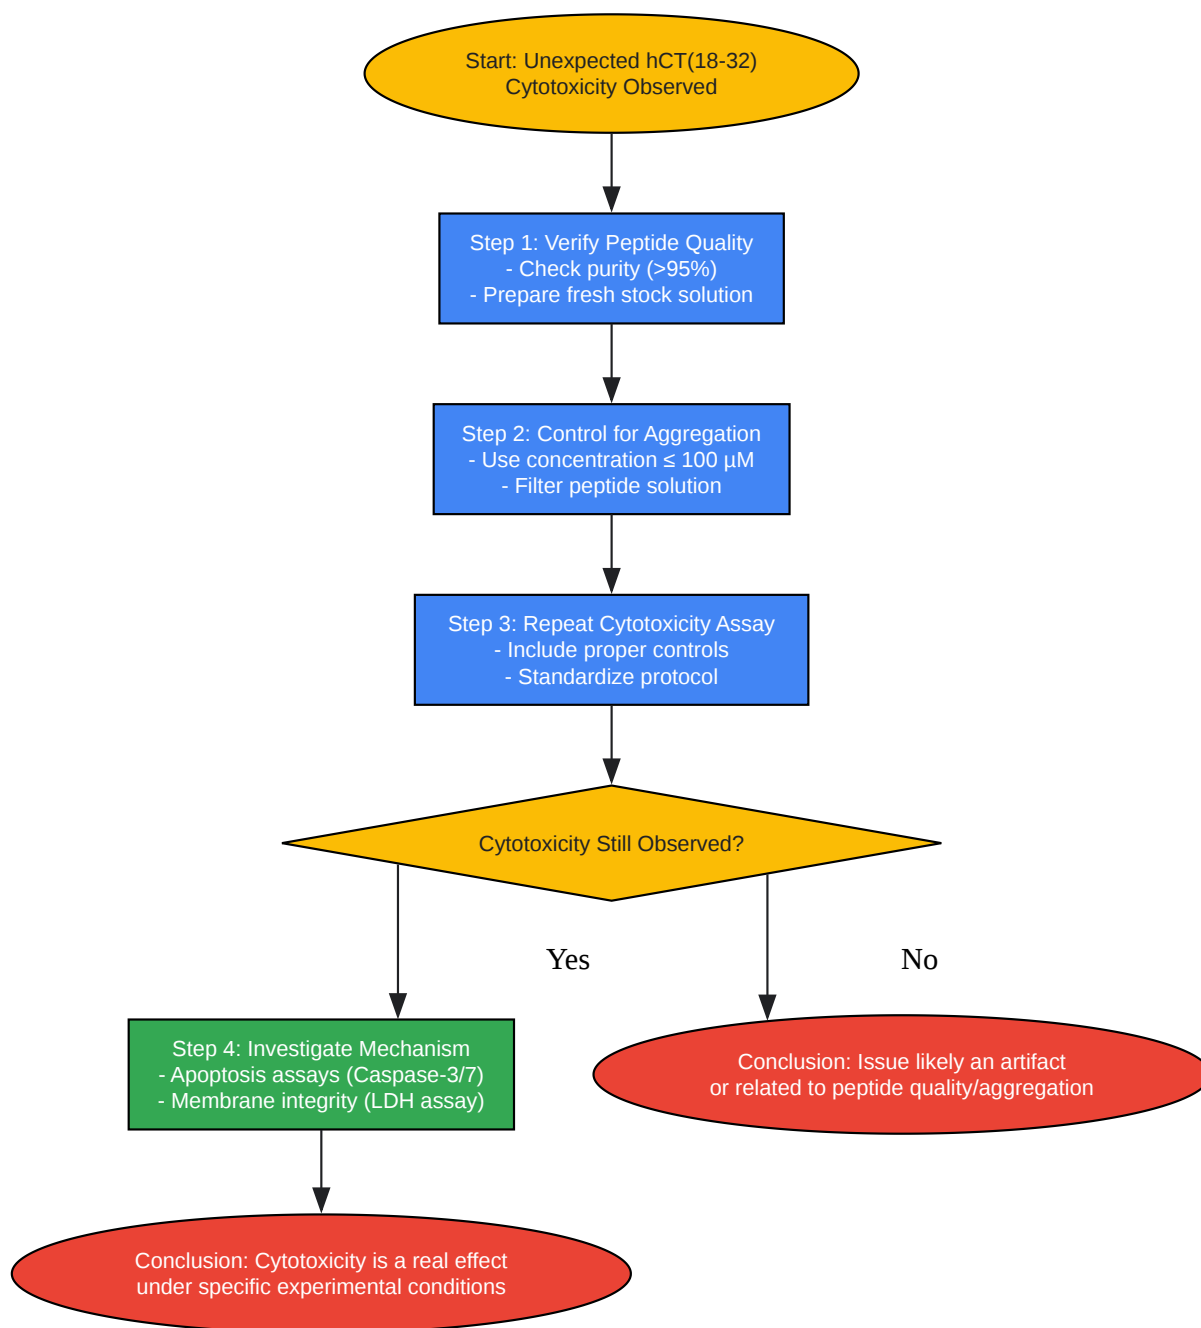 Start: Unexpected hCT(18-32)
Cytotoxicity Observed
Step 1: Verify Peptide Quality
- Check purity (>95%)
- Prepare fresh stock solution
Step 2: Control for Aggregation
- Use concentration ≤ 100 µM
- Filter peptide solution
Step 3: Repeat Cytotoxicity Assay
- Include proper controls
- Standardize protocol
Cytotoxicity Still Observed?
Yes
No
Step 4: Investigate Mechanism
- Apoptosis assays (Caspase-3/7)
- Membrane integrity (LDH assay)
Conclusion: Issue likely an artifact
or related to peptide quality/aggregation
Conclusion: Cytotoxicity is a real effect
under specific experimental conditions